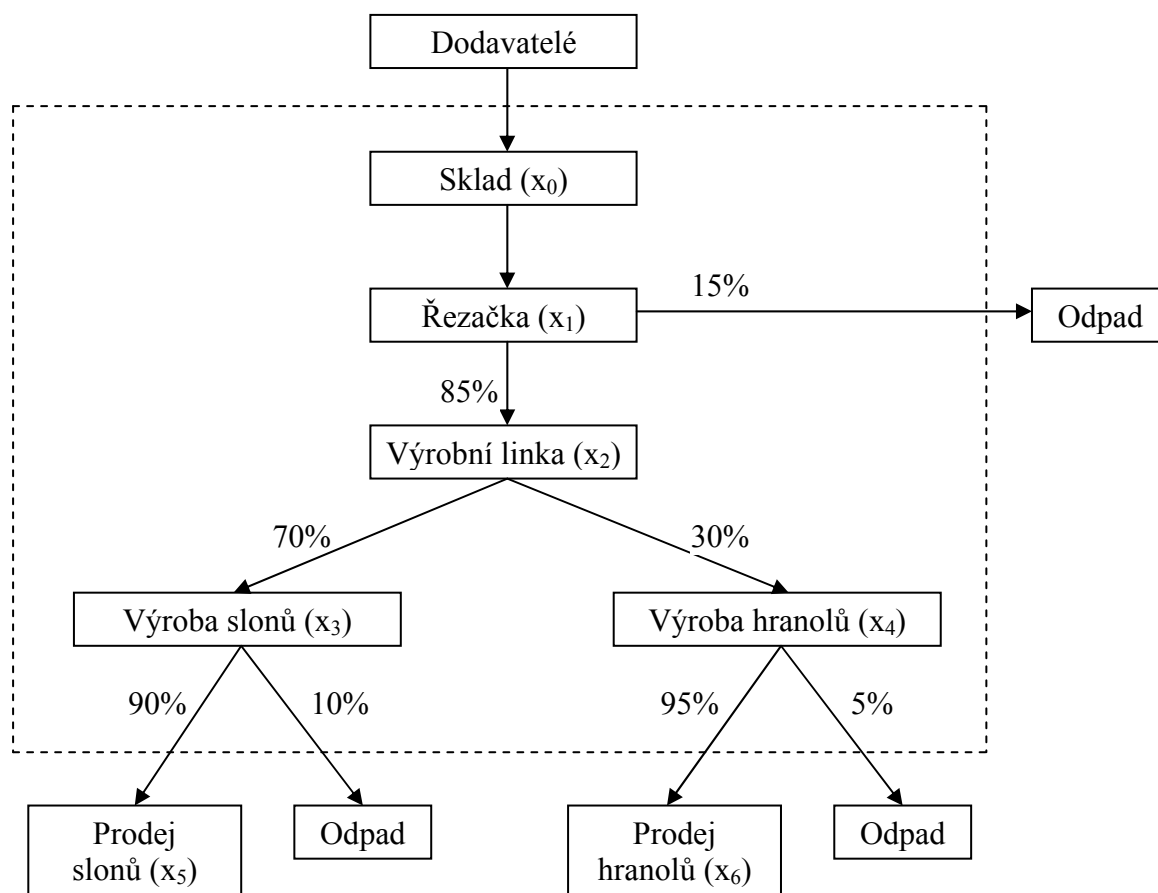 Dodavatelé
Sklad (x₀)
15%
Řezačka (x₁)
Odpad
85%
Výrobní linka (x₂)
70%
30%
Výroba slonů (x₃)
Výroba hranolů (x₄)
90%
10%
95%
5%
Prodej
slonů (x₅)
Odpad
Prodej
hranolů (x₆)
Odpad